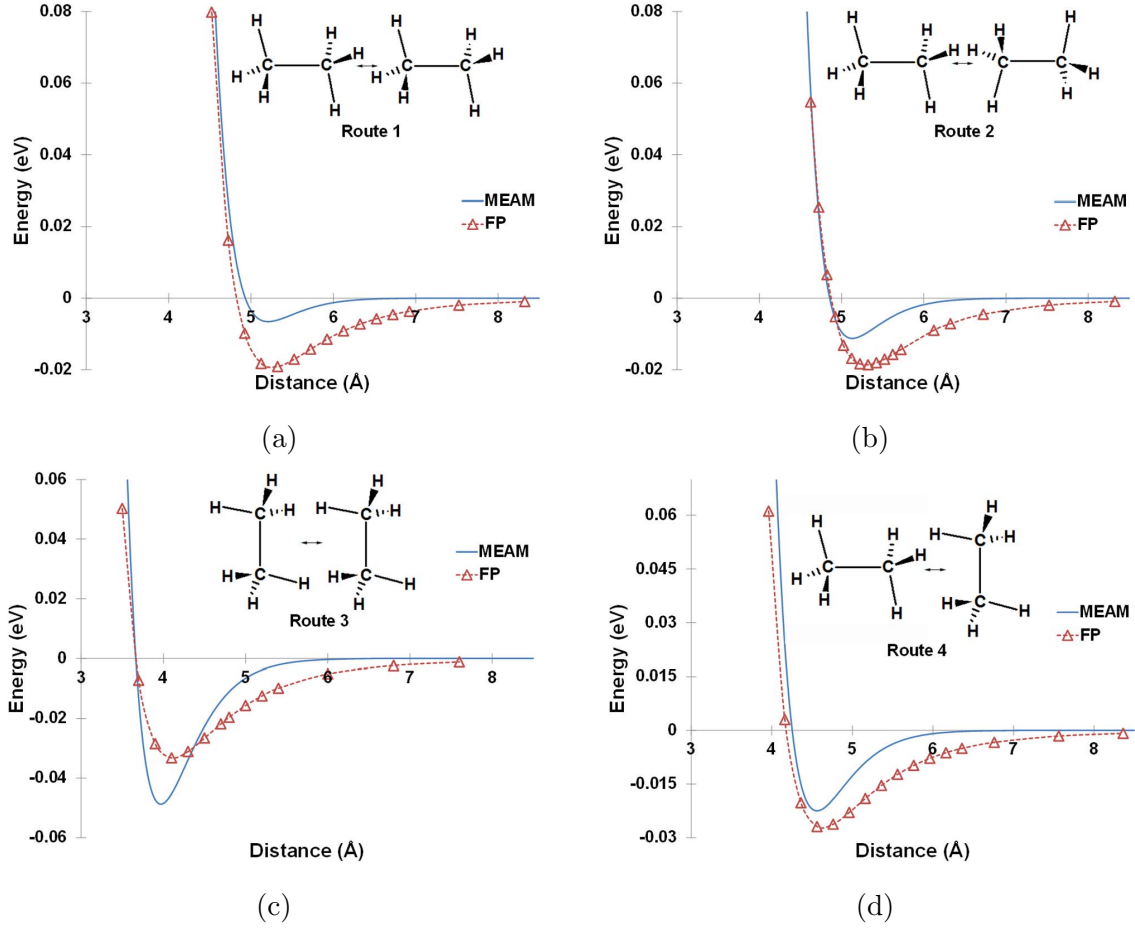 0.08
0.06
0.04
0.02
0
-0.02
Energy (eV)
3 4 5 6 7 8
Distance (Å)
H H H H
H C C H H C C H
H H H H
Route 1
MEAM
FP
(a)
0.08
0.06
0.04
0.02
0
-0.02
Energy (eV)
3 4 5 6 7 8
Distance (Å)
H H H H
H C C H H C C H
H H H H
Route 2
MEAM
FP
(b)
0.06
0.04
0.02
0
-0.02
-0.04
-0.06
Energy (eV)
3 4 5 6 7 8
Distance (Å)
H H
H C H H C H
H C H H C H
H H
Route 3
MEAM
FP
(c)
0.06
0.045
0.03
0.015
0
-0.015
-0.03
Energy (eV)
3 4 5 6 7 8
Distance (Å)
H H H H
C H
H C C H
H H H C H
H
Route 4
MEAM
FP
(d)